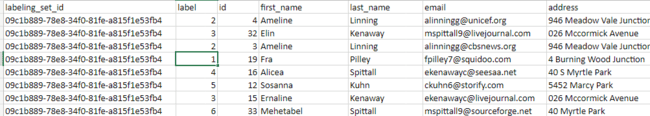 labeling_set_id label id first_name last_name email address
09c1b889-78e8-34f0-81fe-a815f1e53fb4 2 4 Ameline Linning alinningg@unicef.org 946 Meadow Vale Junction
09c1b889-78e8-34f0-81fe-a815f1e53fb4 3 32 Elin Kenaway mspittall9@livejournal.com 026 Mccormick Avenue
09c1b889-78e8-34f0-81fe-a815f1e53fb4 2 3 Ameline Linning alinningg@cbsnews.org 946 Meadow Vale Junction
09c1b889-78e8-34f0-81fe-a815f1e53fb4 1 19 Fra Pilley fpilley7@squidoo.com 4 Burning Wood Junction
09c1b889-78e8-34f0-81fe-a815f1e53fb4 4 16 Alicea Spittall ekenawayc@seesaa.net 40 S Myrtle Park
09c1b889-78e8-34f0-81fe-a815f1e53fb4 5 12 Sosanna Kuhn ckuhn6@storify.com 5452 Marcy Park
09c1b889-78e8-34f0-81fe-a815f1e53fb4 3 15 Ernaline Kenaway ekenawayc@livejournal.com 026 Mccormick Avenue
09c1b889-78e8-34f0-81fe-a815f1e53fb4 6 33 Mehetabel Spittall mspittall9@sourceforge.net 40 Myrtle Park